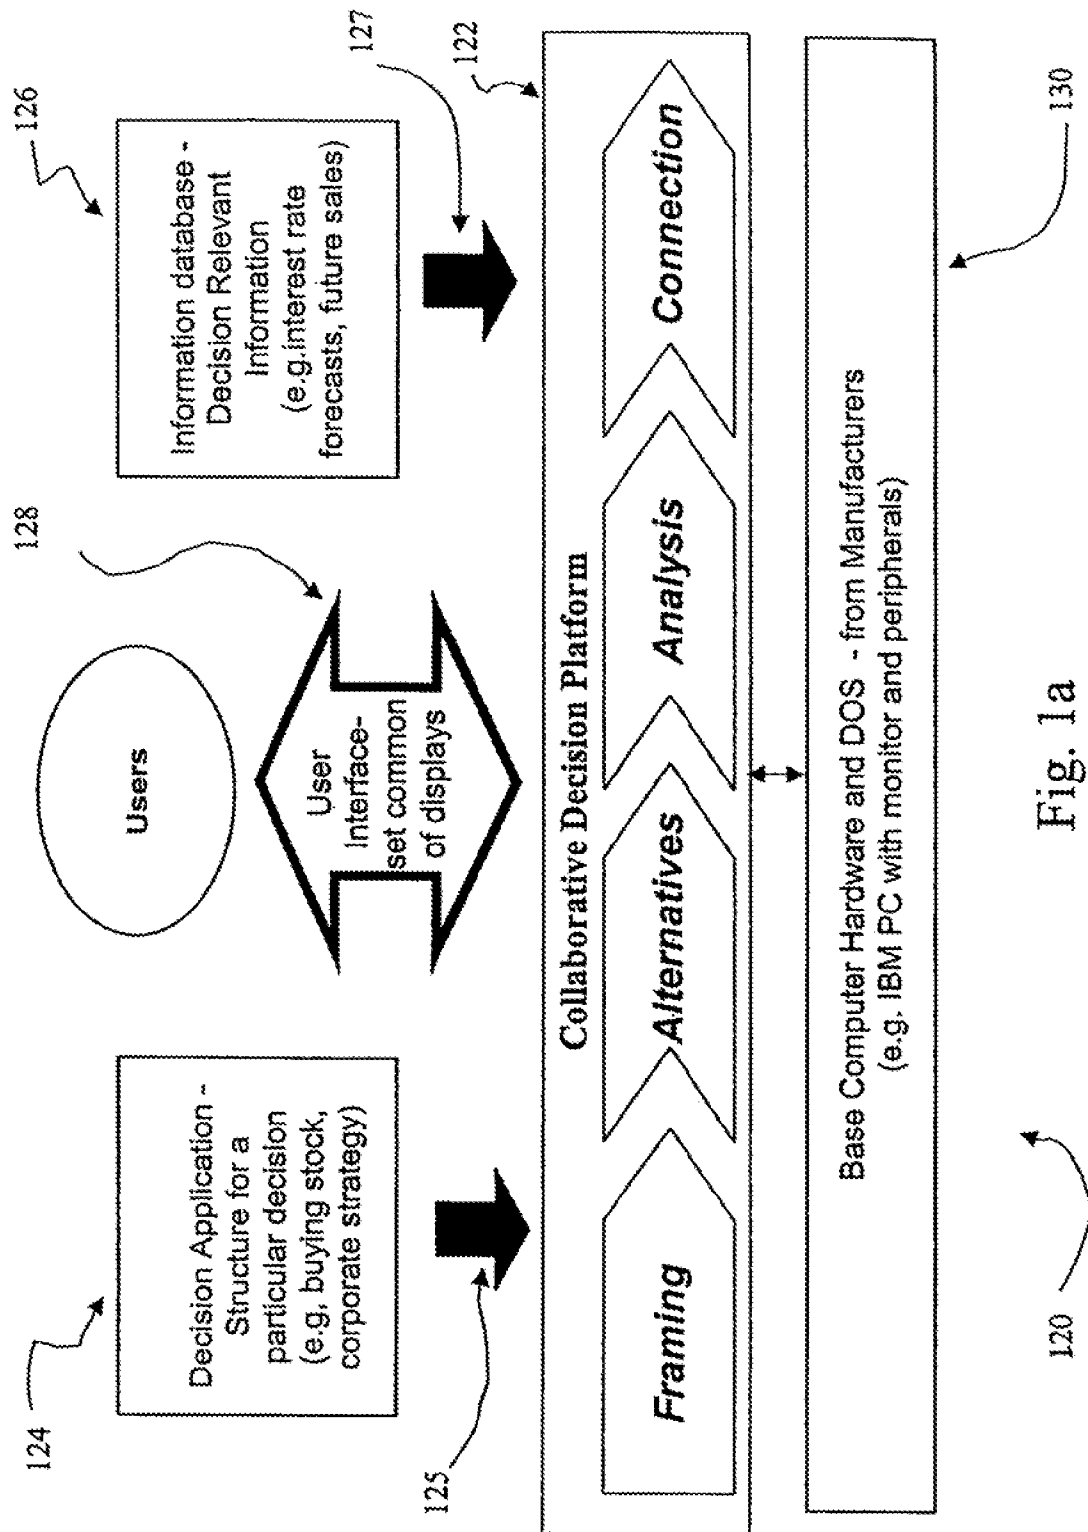 124
Decision Application -
Structure for a
particular decision
(e.g, buying stock,
corporate strategy)
125
Users
128
User
Interface-
set common
of displays
126
Information database -
Decision Relevant
Information
(e.g.interest rate
forecasts, future sales)
127
122
Collaborative Decision Platform
Framing
Alternatives
Analysis
Connection
Base Computer Hardware and DOS - from Manufacturers
(e.g. IBM PC with monitor and peripherals)
130
120
Fig. 1a